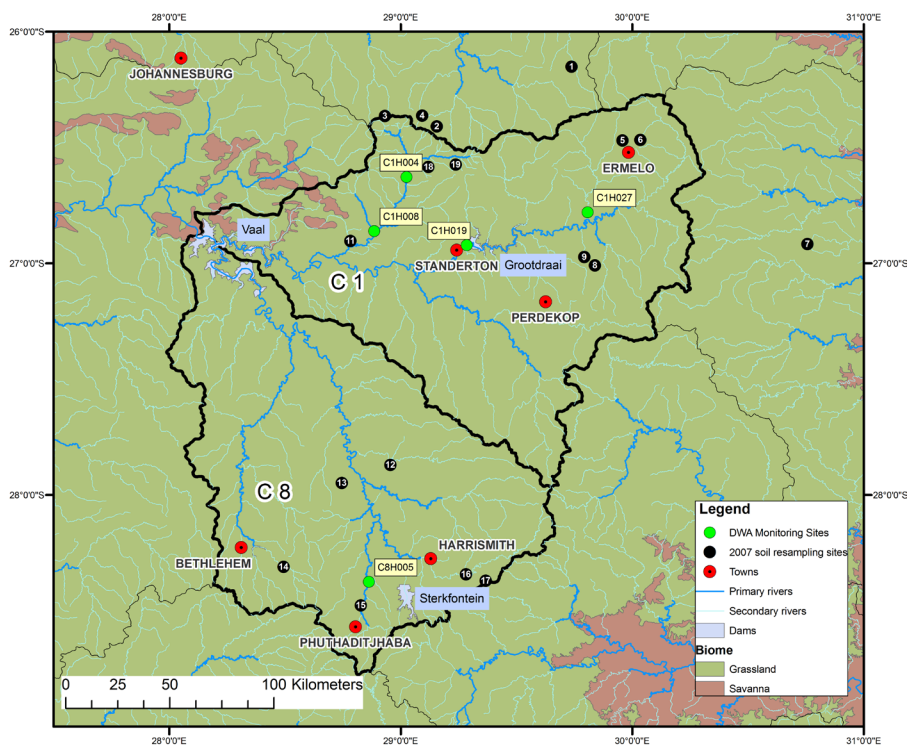 28°0'0"E
29°0'0"E
30°0'0"E
31°0'0"E
26°0'0"S
27°0'0"S
28°0'0"S
JOHANNESBURG
1
3
4
2
5
6
ERMELO
C1H004
18
19
C1H027
C1H008
Vaal
11
C1H019
7
STANDERTON
Grootdraai
9
8
C 1
PERDEKOP
12
13
C 8
BETHLEHEM
HARRISMITH
14
C8H005
16
17
15
Sterkfontein
PHUTHADITJHABA
Legend
DWA Monitoring Sites
2007 soil resampling sites
Towns
Primary rivers
Secondary rivers
Dams
Biome
Grassland
Savanna
0 25 50 100 Kilometers
28°0'0"E
29°0'0"E
30°0'0"E
31°0'0"E